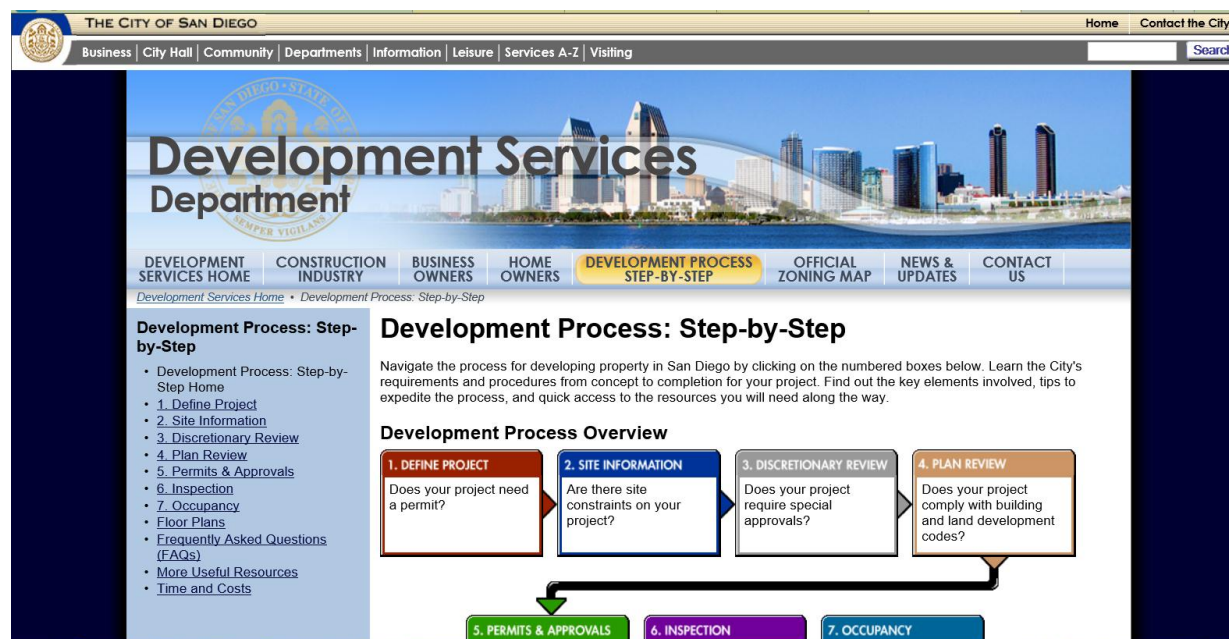 THE CITY OF SAN DIEGO
Home Contact the City
Business | City Hall | Community | Departments | Information | Leisure | Services A-Z | Visiting
Search
SAN DIEGO • STATE OF
Development Services
Department
SEMPER VIGILANS
DEVELOPMENT SERVICES HOME
CONSTRUCTION INDUSTRY
BUSINESS OWNERS
HOME OWNERS
DEVELOPMENT PROCESS STEP-BY-STEP
OFFICIAL ZONING MAP
NEWS & UPDATES
CONTACT US
Development Services Home • Development Process: Step-by-Step
Development Process: Step-
by-Step
• Development Process: Step-by-
Step Home
• 1. Define Project
• 2. Site Information
• 3. Discretionary Review
• 4. Plan Review
• 5. Permits & Approvals
• 6. Inspection
• 7. Occupancy
• Floor Plans
• Frequently Asked Questions
(FAQs)
• More Useful Resources
• Time and Costs
Development Process: Step-by-Step
Navigate the process for developing property in San Diego by clicking on the numbered boxes below. Learn the City's
requirements and procedures from concept to completion for your project. Find out the key elements involved, tips to
expedite the process, and quick access to the resources you will need along the way.
Development Process Overview
1. DEFINE PROJECT
Does your project need
a permit?
2. SITE INFORMATION
Are there site
constraints on your
project?
3. DISCRETIONARY REVIEW
Does your project
require special
approvals?
4. PLAN REVIEW
Does your project
comply with building
and land development
codes?
5. PERMITS & APPROVALS
6. INSPECTION
7. OCCUPANCY